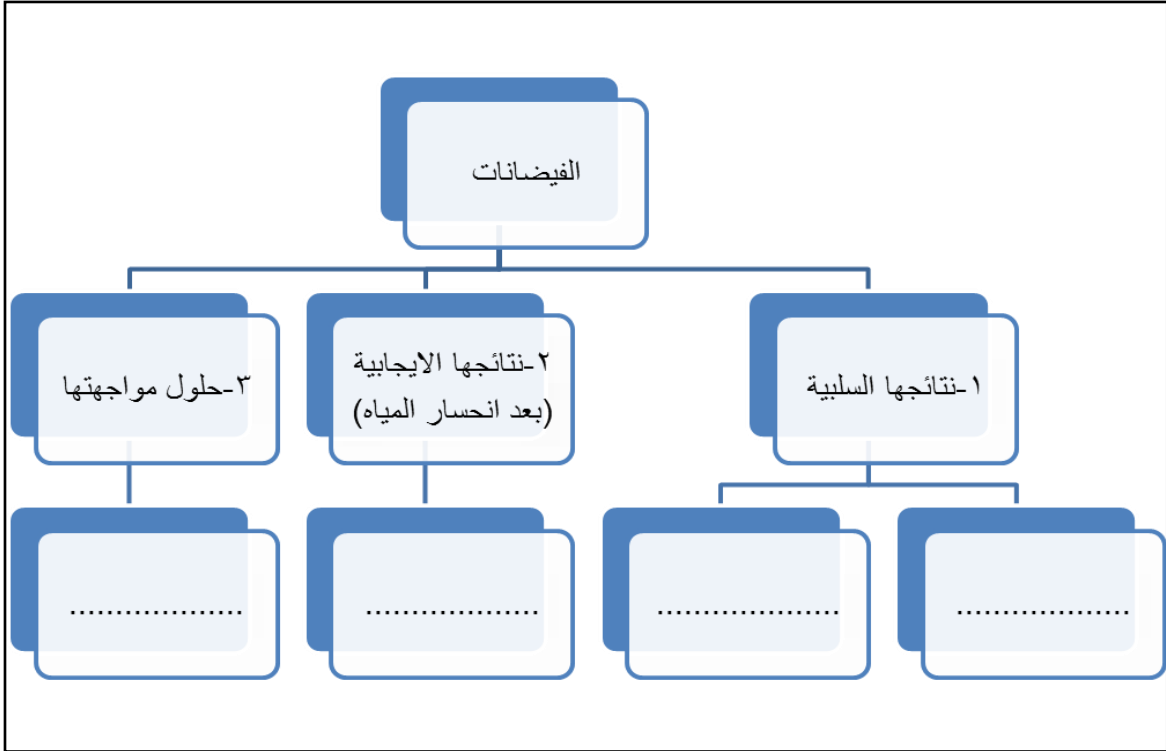 الفيضانات
١-نتائجها السلبية
٢-نتائجها الايجابية
(بعد انحسار المياه)
٣-حلول مواجهتها
...................
....................
...................
...................